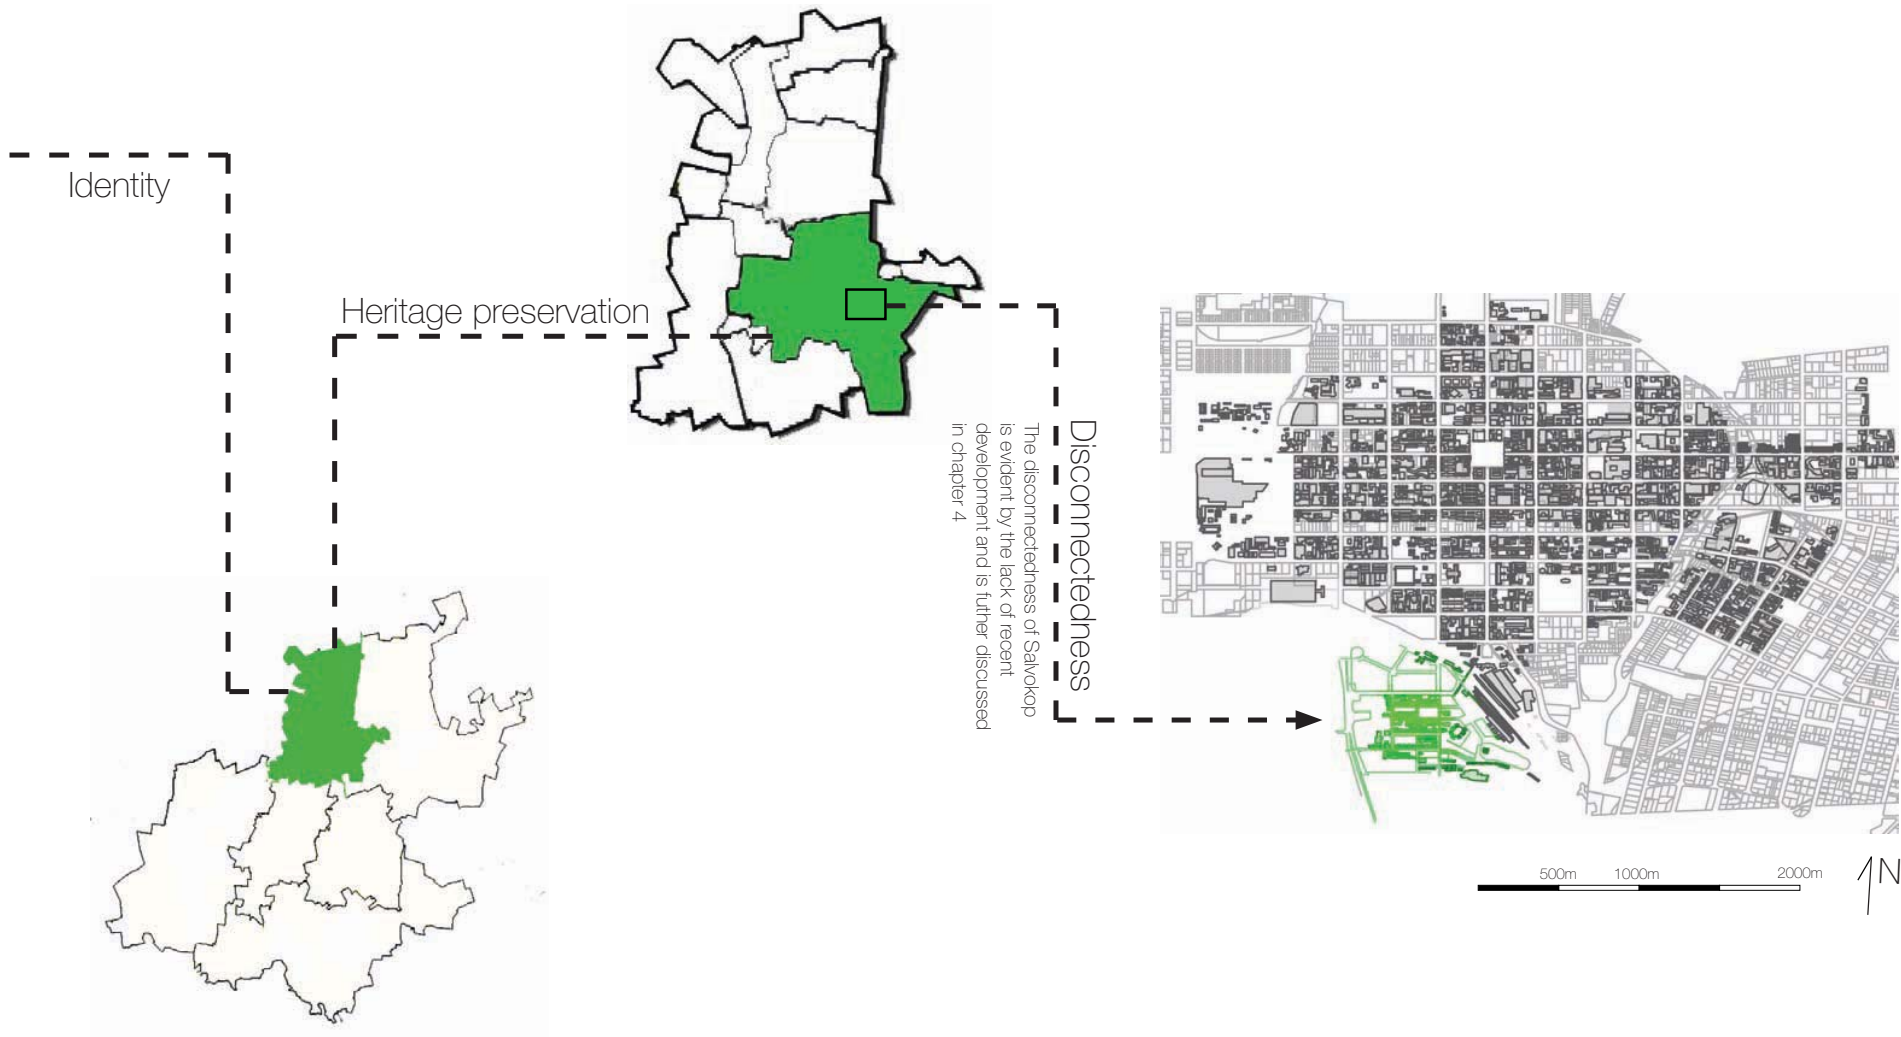 Identity
Heritage preservation
Disconnectedness
The disconnectedness of Salvokop
is evident by the lack of recent
development and is futher discussed
in chapter 4
500m
1000m
2000m
N